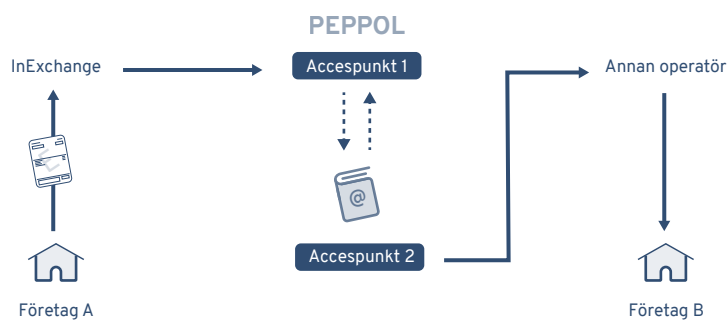 PEPPOL
InExchange
Accespunkt 1
Annan operatör
@
Accespunkt 2
Företag A
Företag B